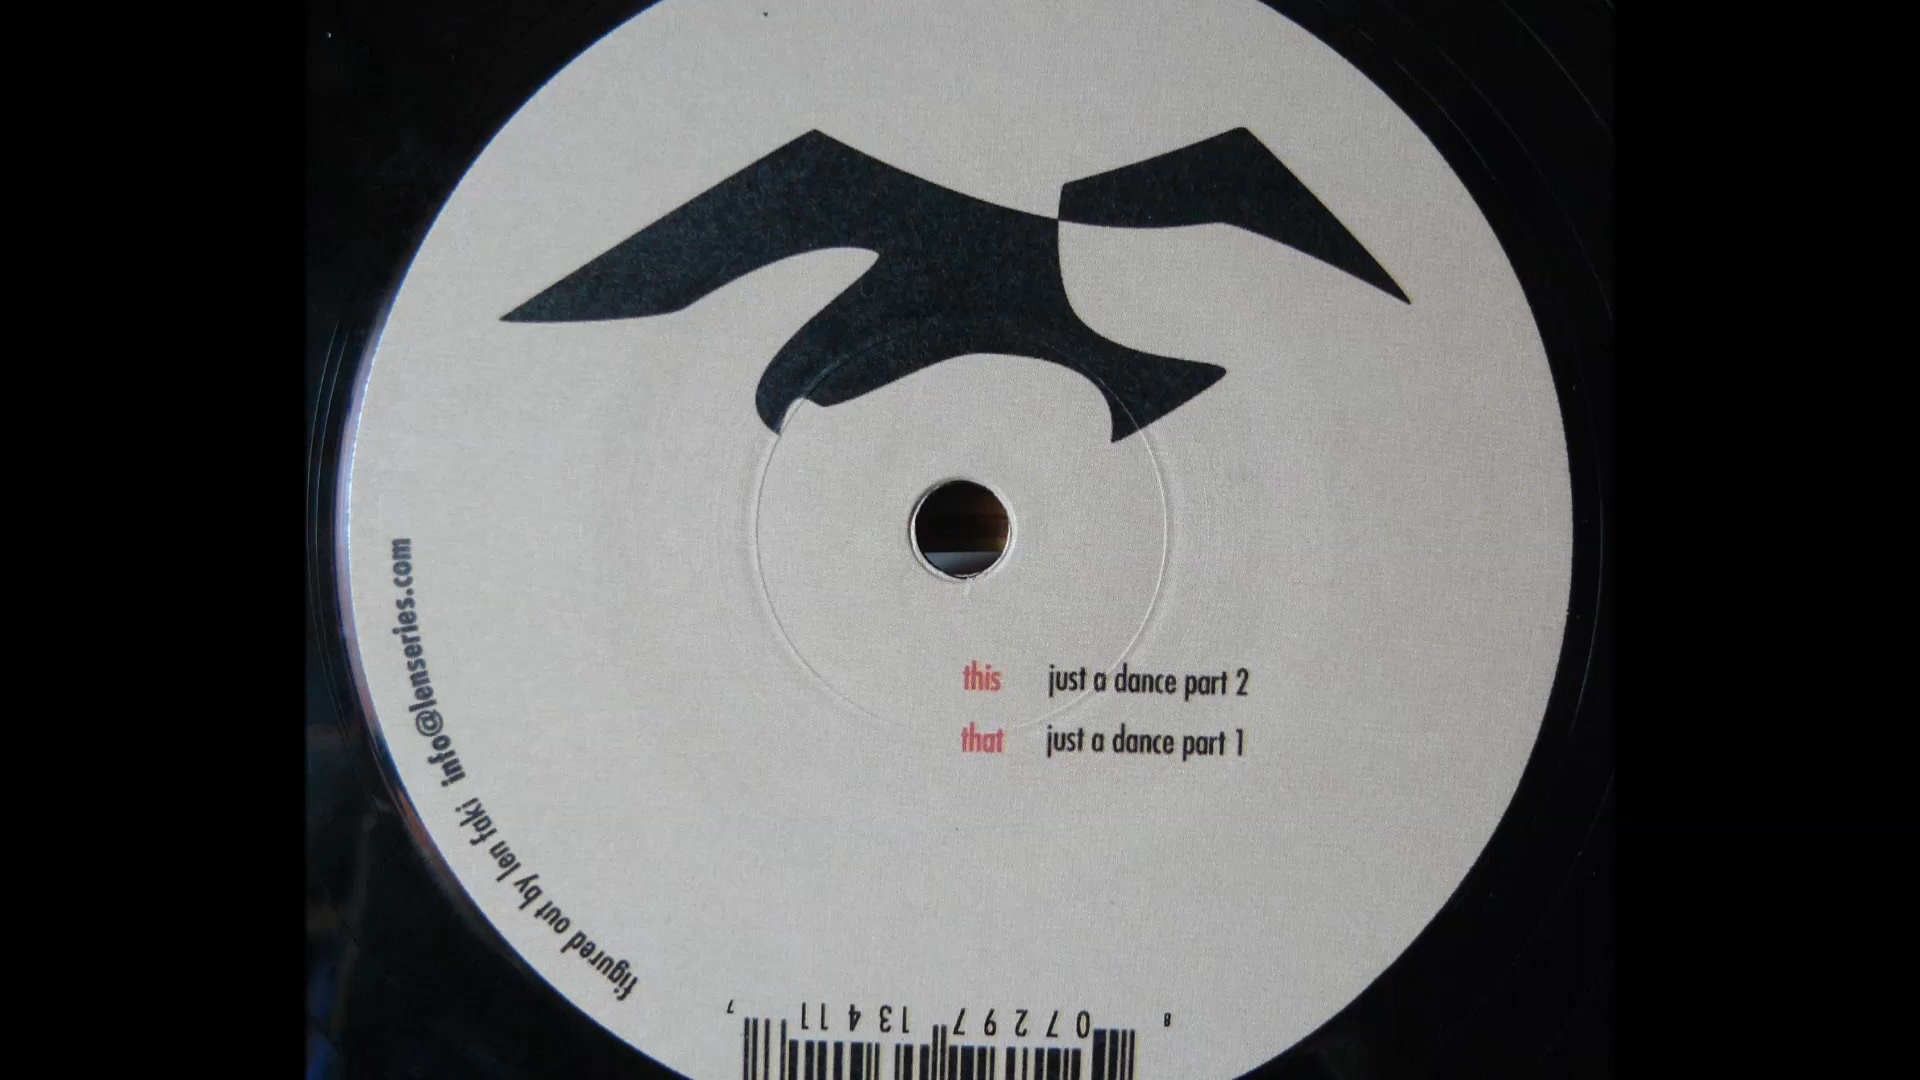 this just a dance part 2
that just a dance part 1
figured out by len faki info@lenseries.com
8 07297 13411 7